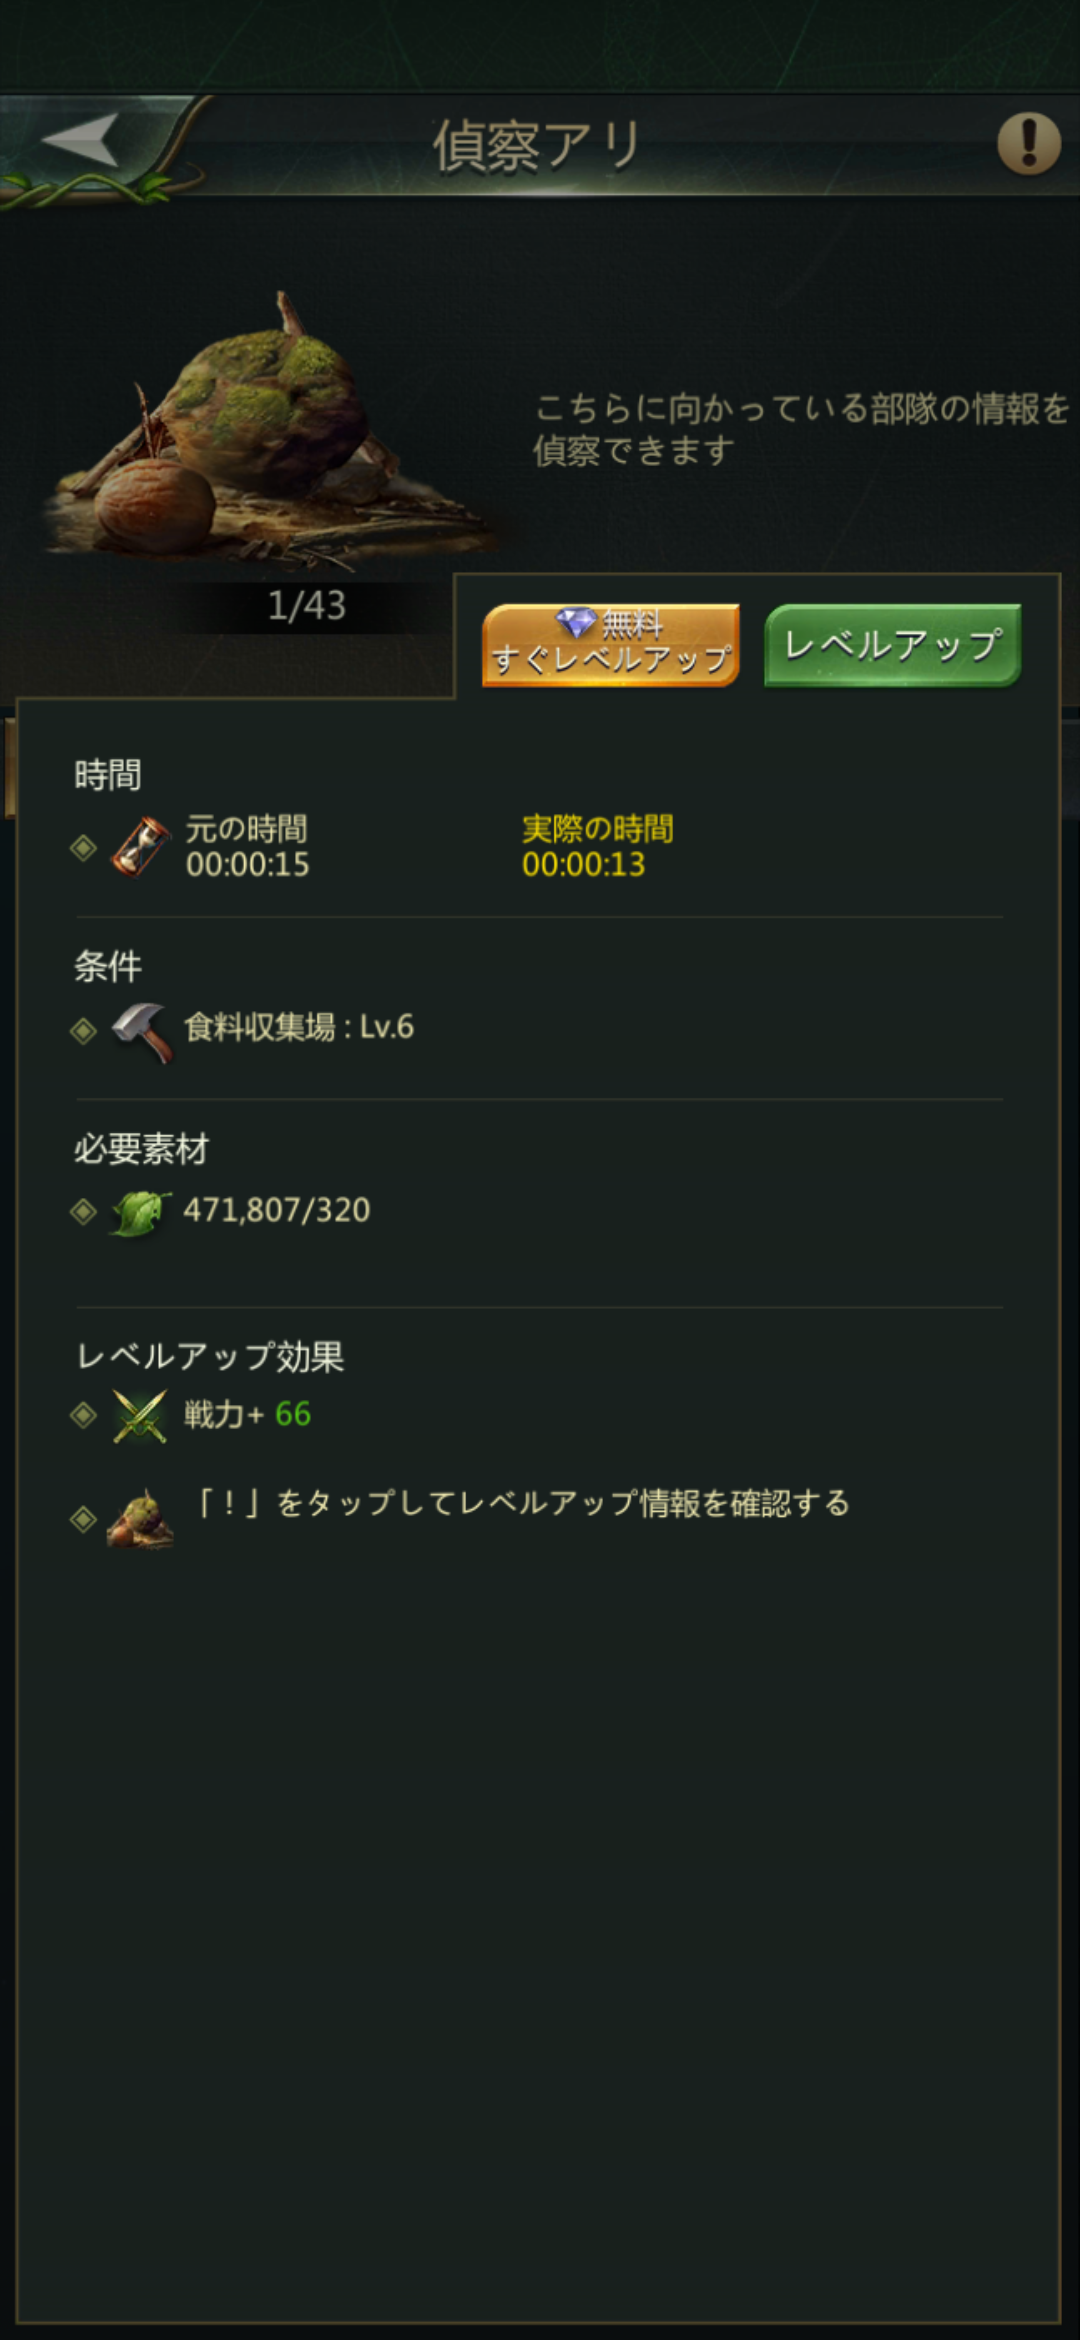 偵察アリ
こちらに向かっている部隊の情報を
偵察できます
1/43
無料
すぐレベルアップ
レベルアップ
時間
元の時間
実際の時間
00:00:15
00:00:13
条件
食料収集場 : Lv.6
必要素材
471,807/320
レベルアップ効果
戦力+ 66
「！」をタップしてレベルアップ情報を確認する